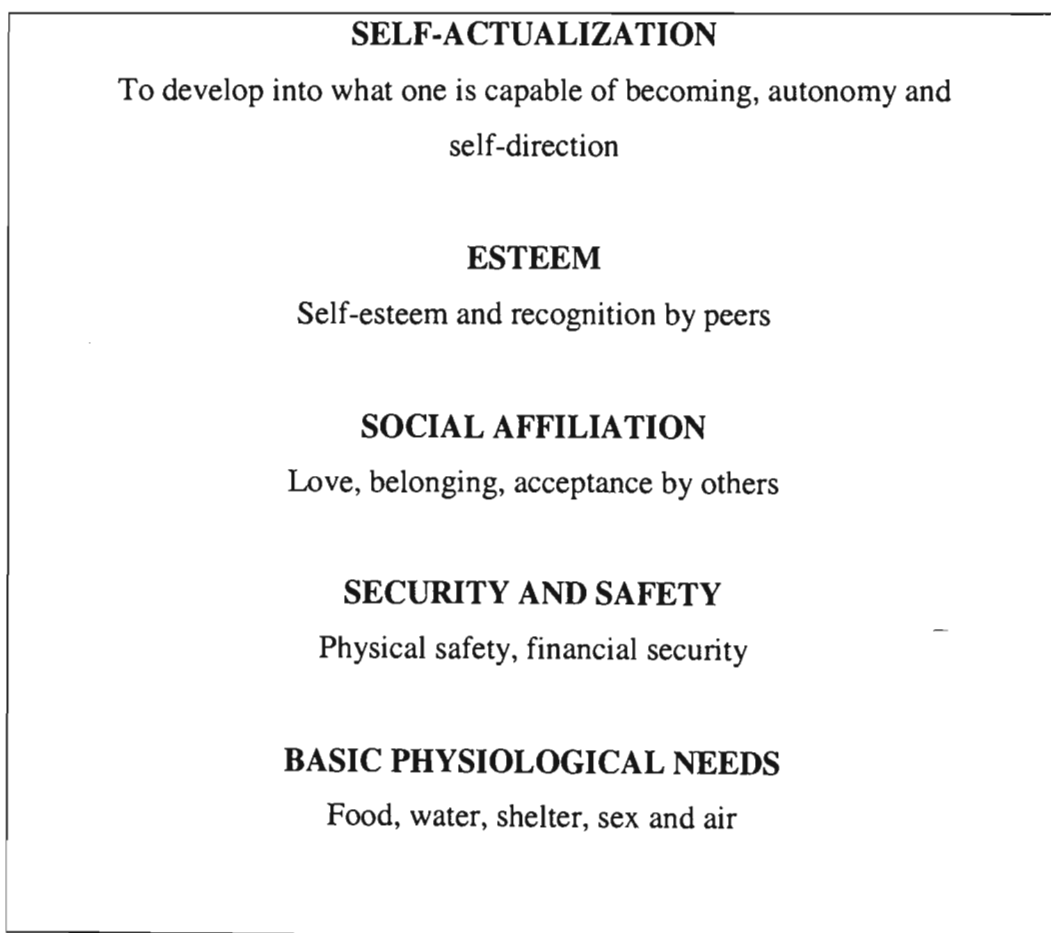 SELF-ACTUALIZATION
To develop into what one is capable of becoming, autonomy and
self-direction
ESTEEM
Self-esteem and recognition by peers
SOCIAL AFFILIATION
Love, belonging, acceptance by others
SECURITY AND SAFETY
Physical safety, financial security
BASIC PHYSIOLOGICAL NEEDS
Food, water, shelter, sex and air